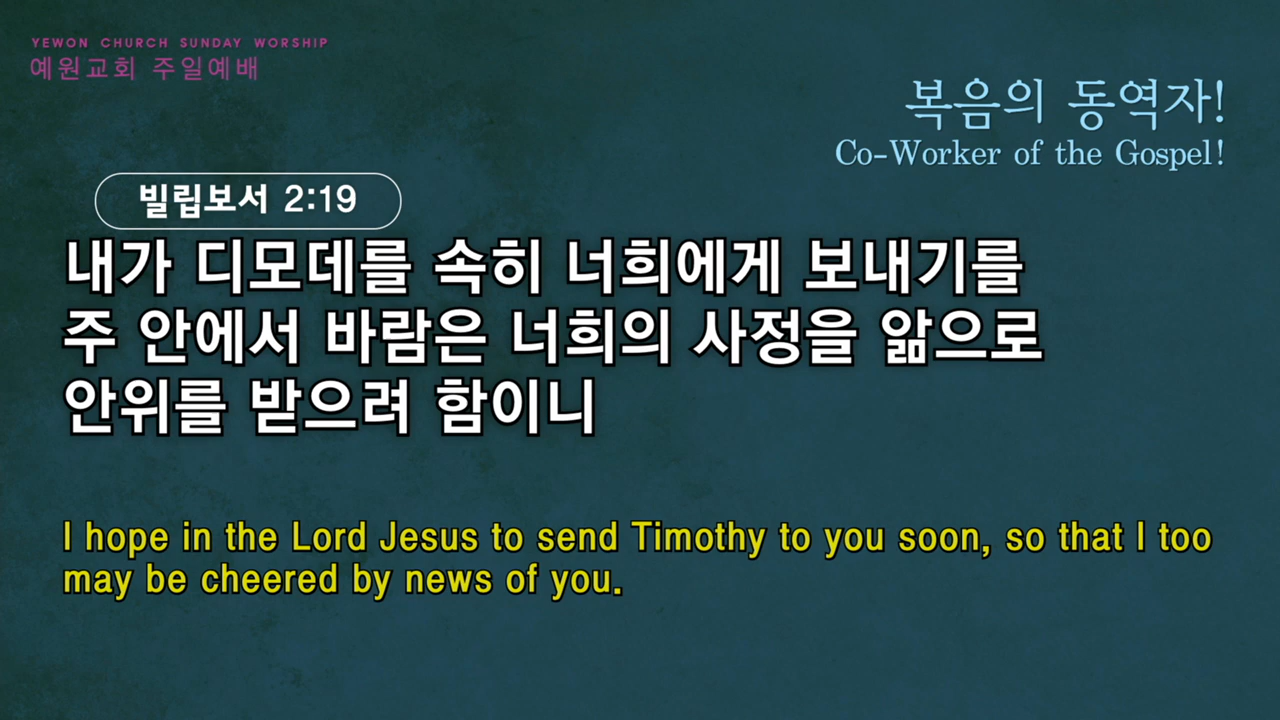 YEWON CHURCH SUNDAY WORSHIP
예원교회 주일예배
복음의 동역자!
Co-Worker of the Gospel!
빌립보서 2:19
내가 디모데를 속히 너희에게 보내기를
주 안에서 바람은 너희의 사정을 앎으로
안위를 받으려 함이니
I hope in the Lord Jesus to send Timothy to you soon, so that I too
may be cheered by news of you.